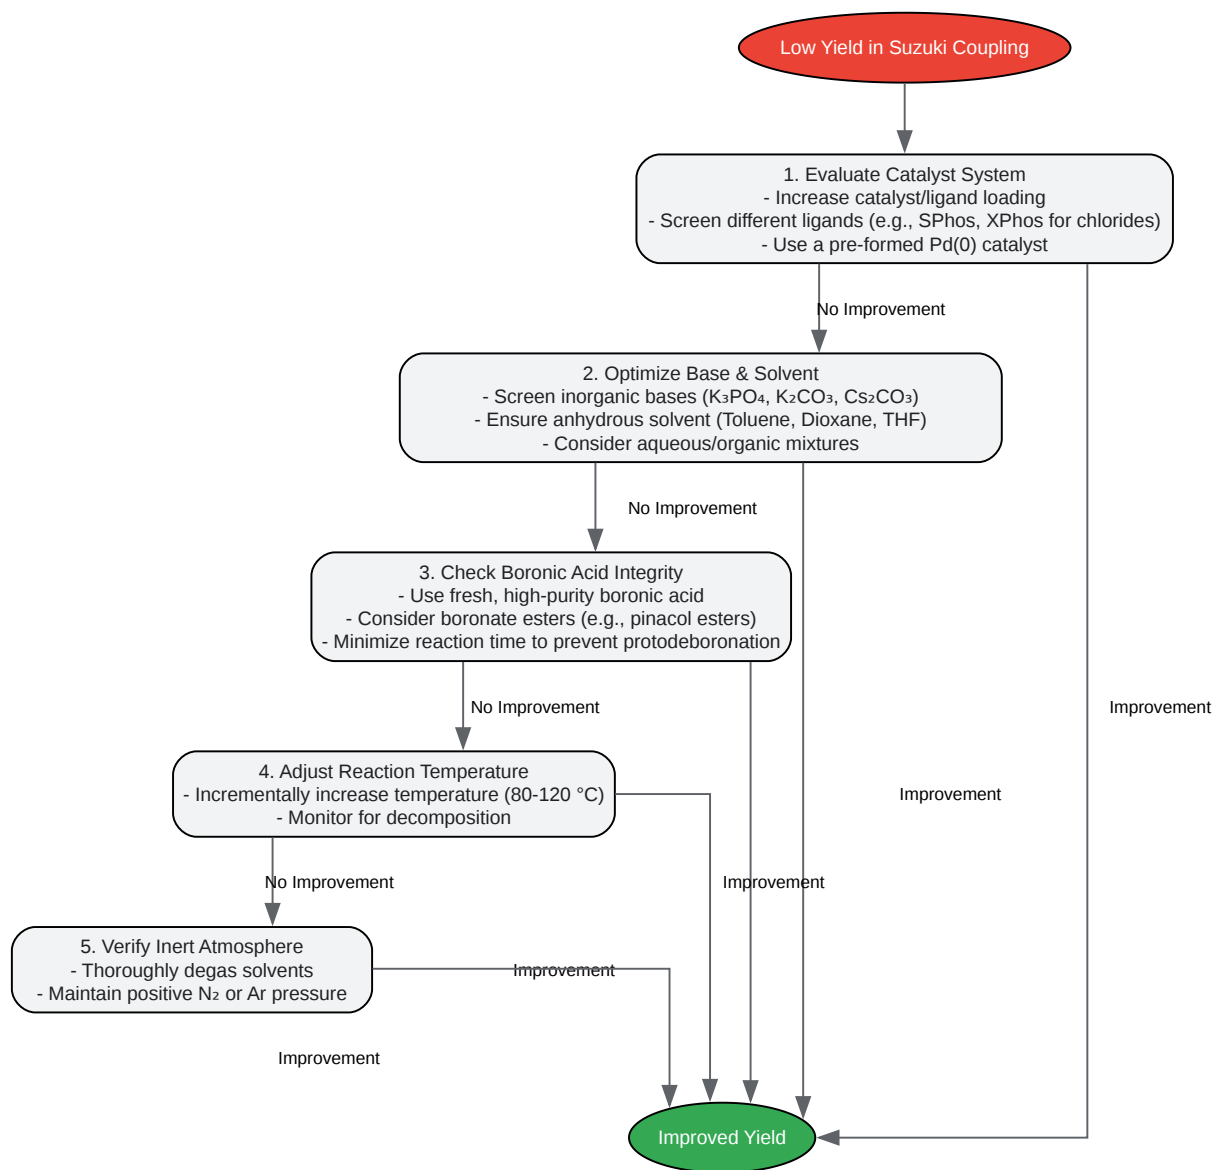 Low Yield in Suzuki Coupling
1. Evaluate Catalyst System
- Increase catalyst/ligand loading
- Screen different ligands (e.g., SPhos, XPhos for chlorides)
- Use a pre-formed Pd(0) catalyst
No Improvement
2. Optimize Base & Solvent
- Screen inorganic bases (K₃PO₄, K₂CO₃, Cs₂CO₃)
- Ensure anhydrous solvent (Toluene, Dioxane, THF)
- Consider aqueous/organic mixtures
No Improvement
3. Check Boronic Acid Integrity
- Use fresh, high-purity boronic acid
- Consider boronate esters (e.g., pinacol esters)
- Minimize reaction time to prevent protodeboronation
No Improvement
Improvement
4. Adjust Reaction Temperature
- Incrementally increase temperature (80-120 °C)
- Monitor for decomposition
Improvement
No Improvement
Improvement
5. Verify Inert Atmosphere
- Thoroughly degas solvents
- Maintain positive N₂ or Ar pressure
Improvement
Improvement
Improved Yield